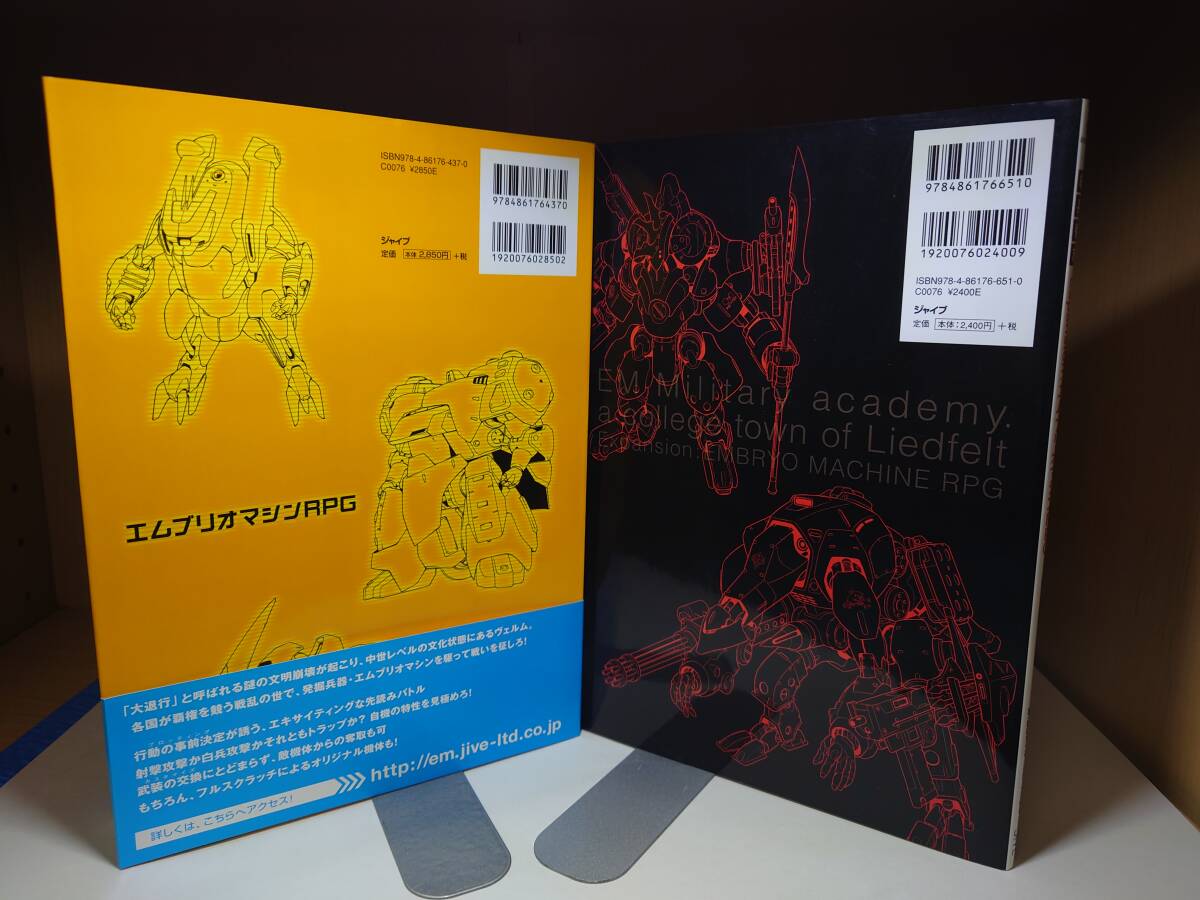 ISBN978-4-86176-437-0
C0076 ¥2850E
9784861764370
1920076028502
ジャイブ
定価 本体 2,850円 +税
エムブリオマシンRPG
「大退行」と呼ばれる謎の文明崩壊が起こり、中世レベルの文化状態にあるヴェルム。
各国が覇権を競う戦乱の世で、発掘兵器・エムブリオマシンを駆って戦いを征しろ!
行動の事前決定が誘う、エキサイティングな先読みバトル
射撃攻撃か白兵攻撃かそれともトラップか? 自機の特性を見極めろ!
武装の交換にとどまらず、敵機体からの奪取も可
もちろん、フルスクラッチによるオリジナル機体も!
詳しくは、こちらへアクセス!
http://em.jive-ltd.co.jp
9784861766510
1920076024009
ISBN978-4-86176-651-0
C0076 ¥2400E
ジャイブ
定価 本体:2,400円 +税
EM Military academy.
a college town of Liedfelt
Expansion:EMBRYO MACHINE RPG